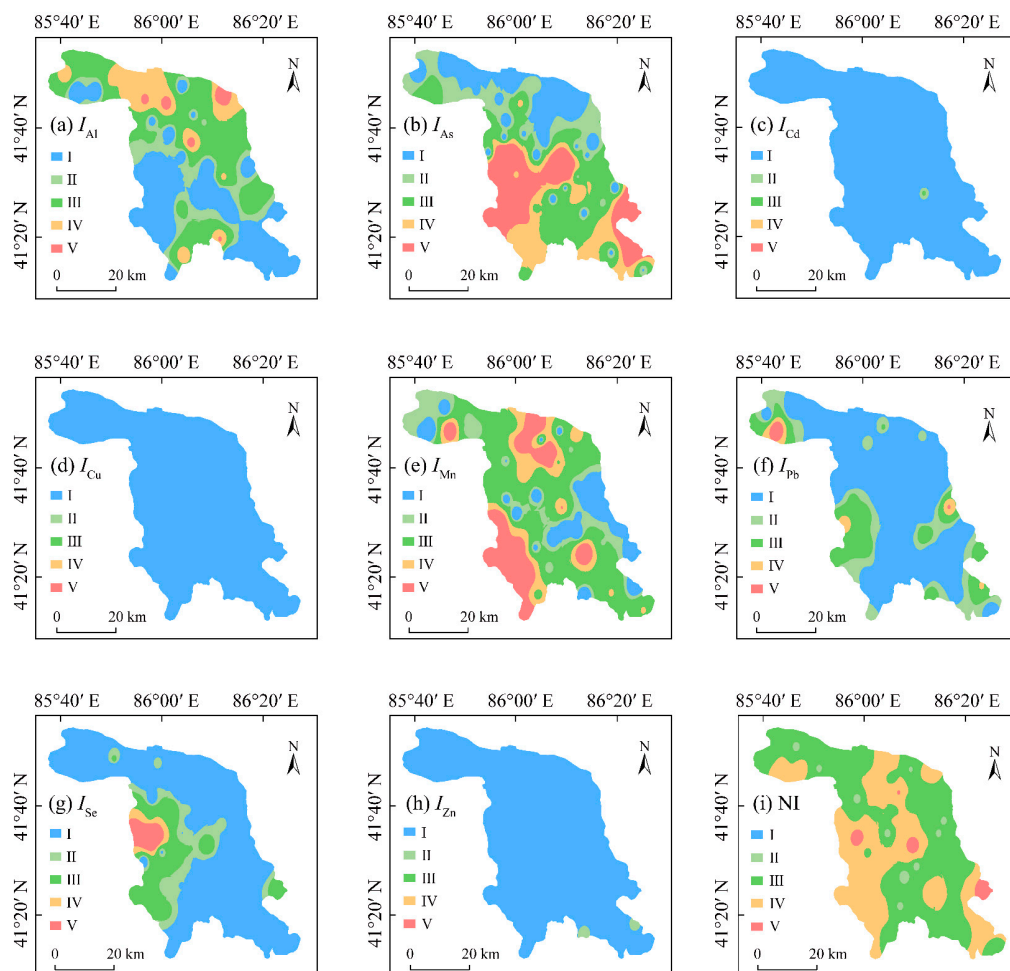 85°40′ E 86°00′ E 86°20′ E
85°40′ E 86°00′ E 86°20′ E
85°40′ E 86°00′ E 86°20′ E
41°40′ N
41°20′ N
N
(a) I_Al
I
II
III
IV
V
0 20 km
41°40′ N
41°20′ N
N
(b) I_As
I
II
III
IV
V
0 20 km
41°40′ N
41°20′ N
N
(c) I_Cd
I
II
III
IV
V
0 20 km
85°40′ E 86°00′ E 86°20′ E
85°40′ E 86°00′ E 86°20′ E
85°40′ E 86°00′ E 86°20′ E
41°40′ N
41°20′ N
N
(d) I_Cu
I
II
III
IV
V
0 20 km
41°40′ N
41°20′ N
N
(e) I_Mn
I
II
III
IV
V
0 20 km
41°40′ N
41°20′ N
N
(f) I_Pb
I
II
III
IV
V
0 20 km
85°40′ E 86°00′ E 86°20′ E
85°40′ E 86°00′ E 86°20′ E
85°40′ E 86°00′ E 86°20′ E
41°40′ N
41°20′ N
N
(g) I_Se
I
II
III
IV
V
0 20 km
41°40′ N
41°20′ N
N
(h) I_Zn
I
II
III
IV
V
0 20 km
41°40′ N
41°20′ N
N
(i) NI
I
II
III
IV
V
0 20 km